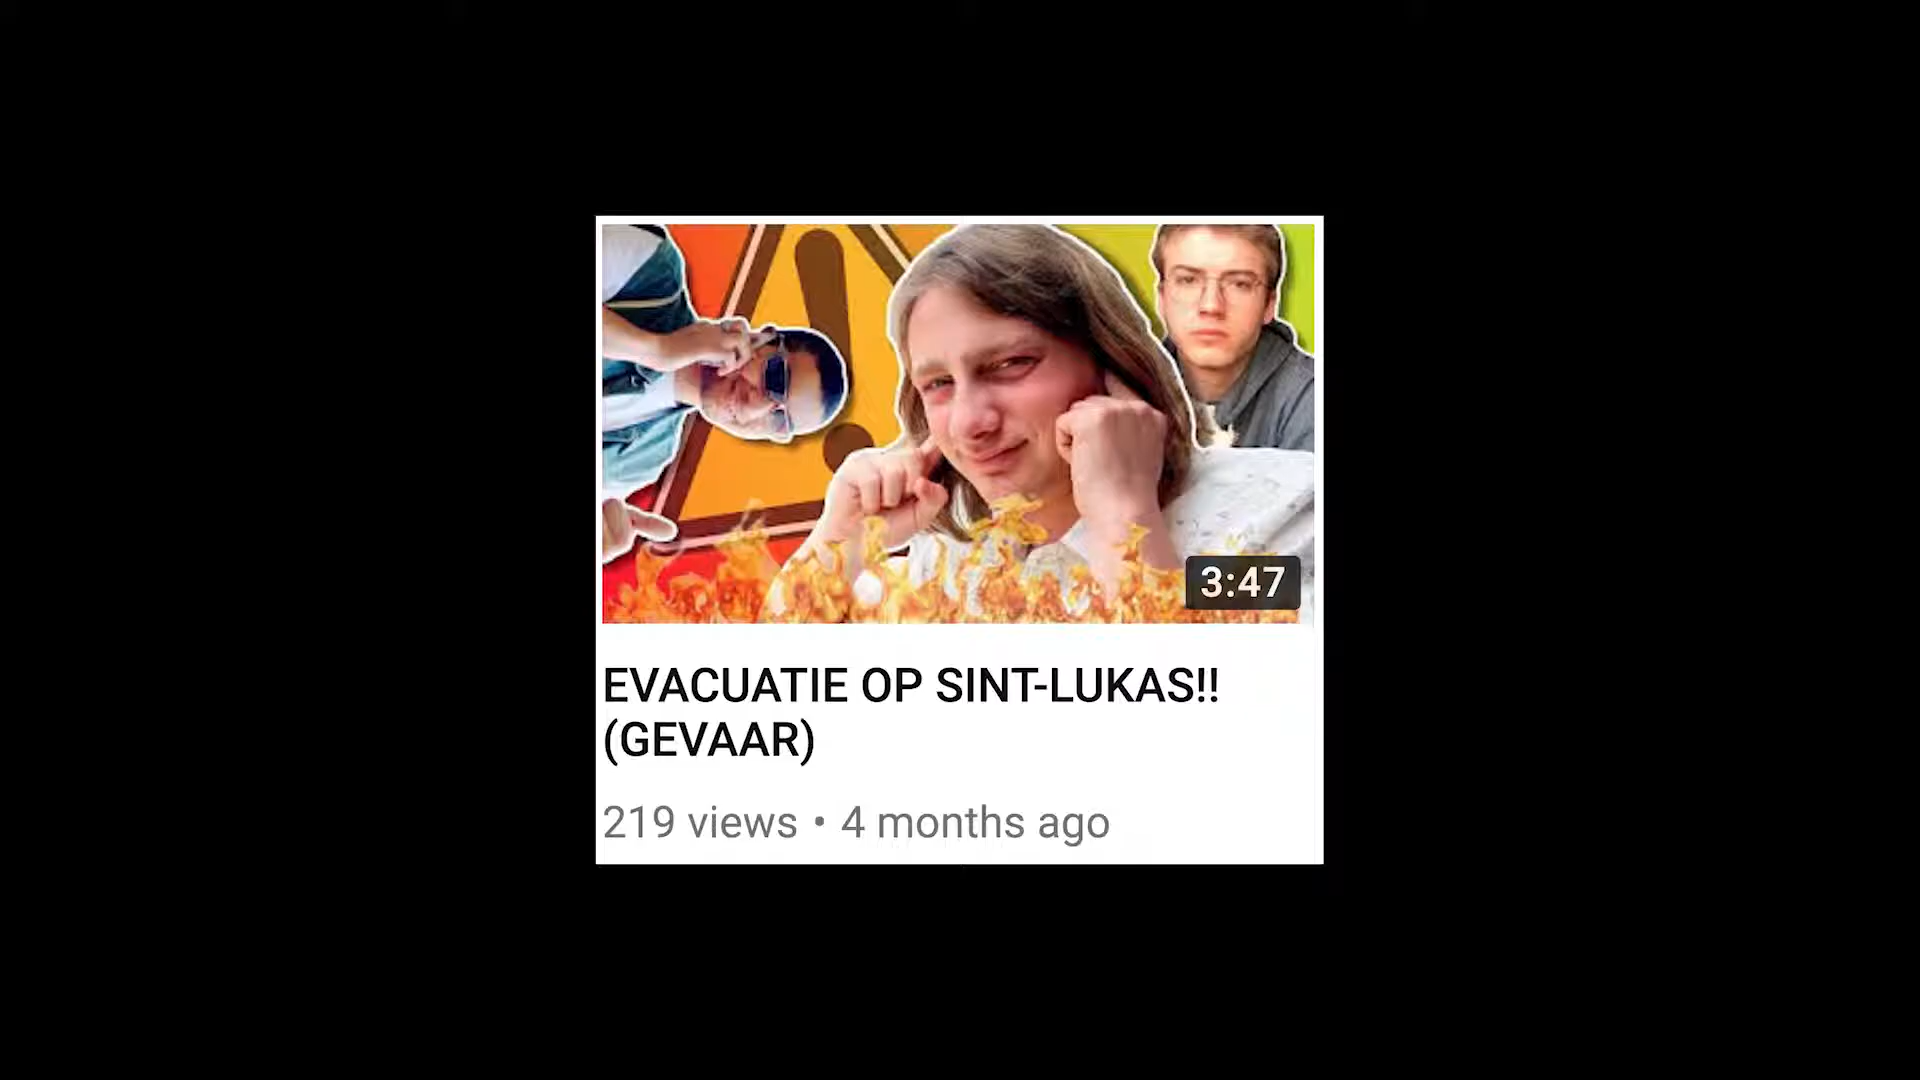 3:47
EVACUATIE OP SINT-LUKAS!!
(GEVAAR)
219 views • 4 months ago